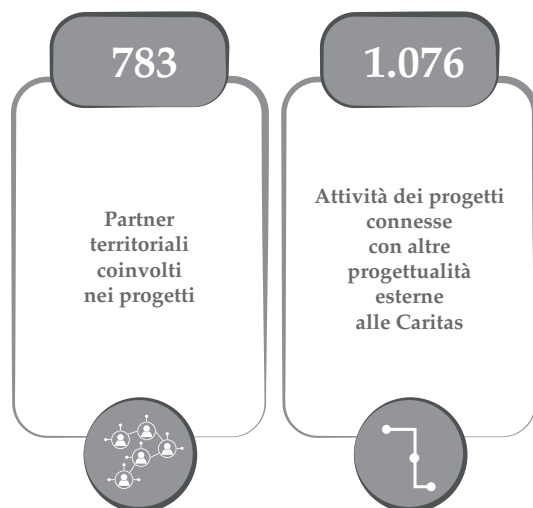 783
Partner
territoriali
coinvolti
nei progetti
1.076
Attività dei progetti
connesse
con altre
progettualità
esterne
alle Caritas